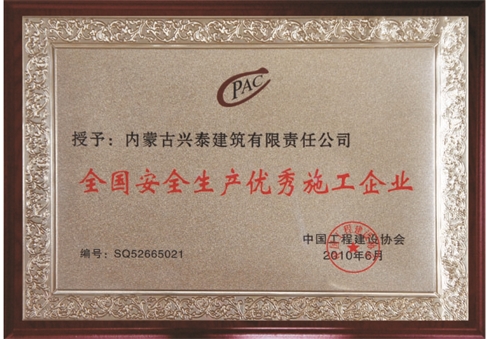 CPAC
授予：内蒙古兴泰建筑有限责任公司
全国安全生产优秀施工企业
中国工程建设协会
编号：SQ52665021
2010年6月